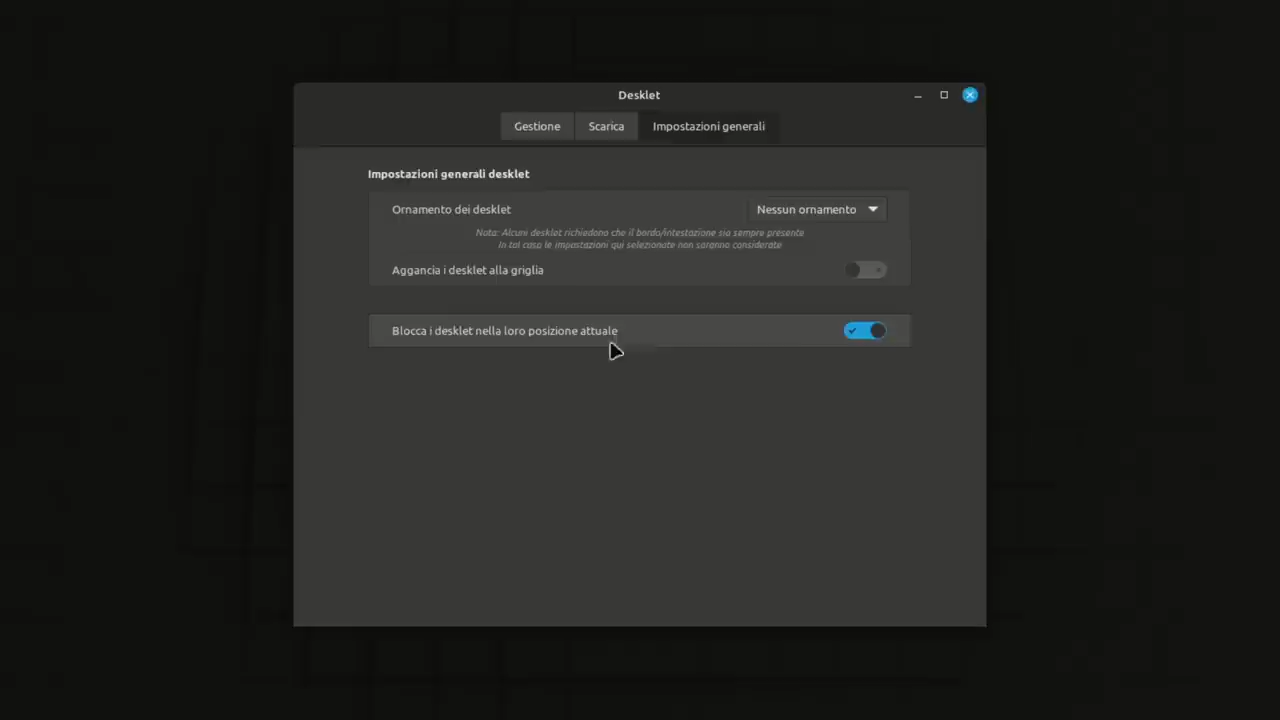 Desklet
Gestione
Scarica
Impostazioni generali
Impostazioni generali desklet
Ornamento dei desklet
Nessun ornamento
Nota: Alcuni desklet richiedono che il bordo/intestazione sia sempre presente
In tal caso le impostazioni qui selezionate non saranno considerate
Aggancia i desklet alla griglia
Blocca i desklet nella loro posizione attuale